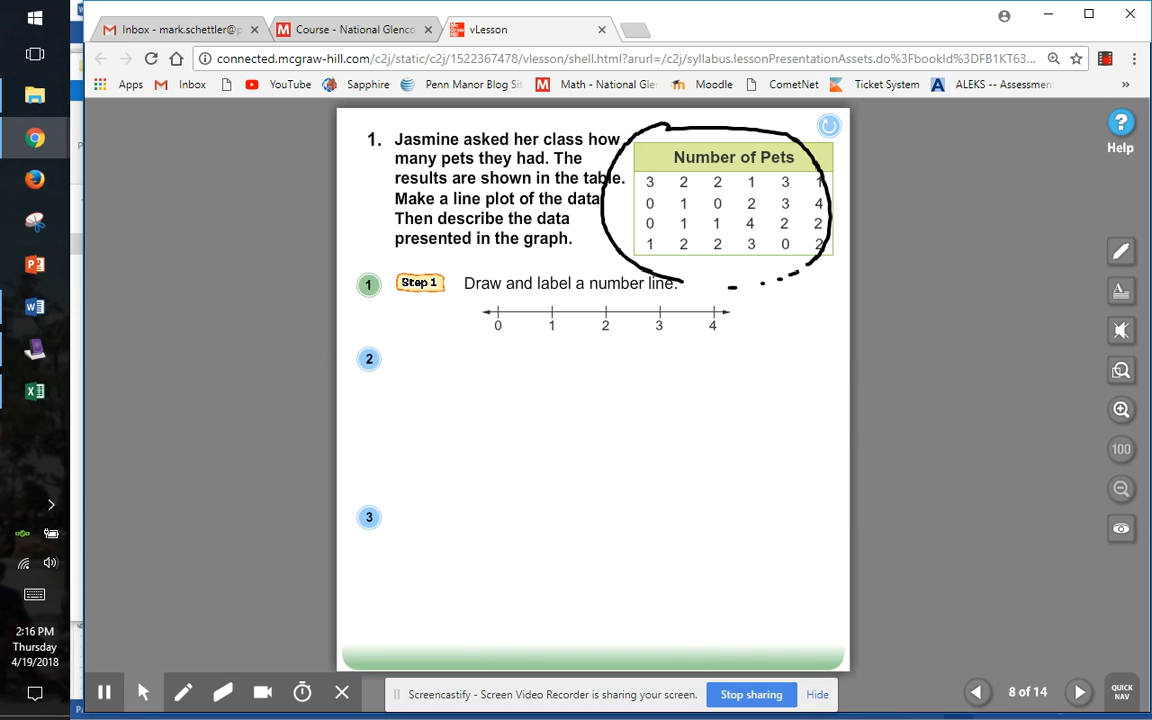 Inbox - mark.schettler@p
Course - National Glenco
vLesson
connected.mcgraw-hill.com/c2j/static/c2j/1522367478/vlesson/shell.html?arurl=/c2j/syllabus.lessonPresentationAssets.do%3FbookId%3DFB1KT63...
Apps
Inbox
YouTube
Sapphire
Penn Manor Blog Sit
Math - National Gle
Moodle
CometNet
Ticket System
ALEKS -- Assessmen
»
Help
1. Jasmine asked her class how
many pets they had. The
results are shown in the table.
Make a line plot of the data
Then describe the data
presented in the graph.
Number of Pets
3 2 2 1 3 1
0 1 0 2 3 4
0 1 1 4 2 2
1 2 2 3 0 2
1 Step 1 Draw and label a number line.
0 1 2 3 4
2
3
100
2:16 PM
Thursday
4/19/2018
Screencastify - Screen Video Recorder is sharing your screen.
Stop sharing
Hide
8 of 14
QUICK
NAV